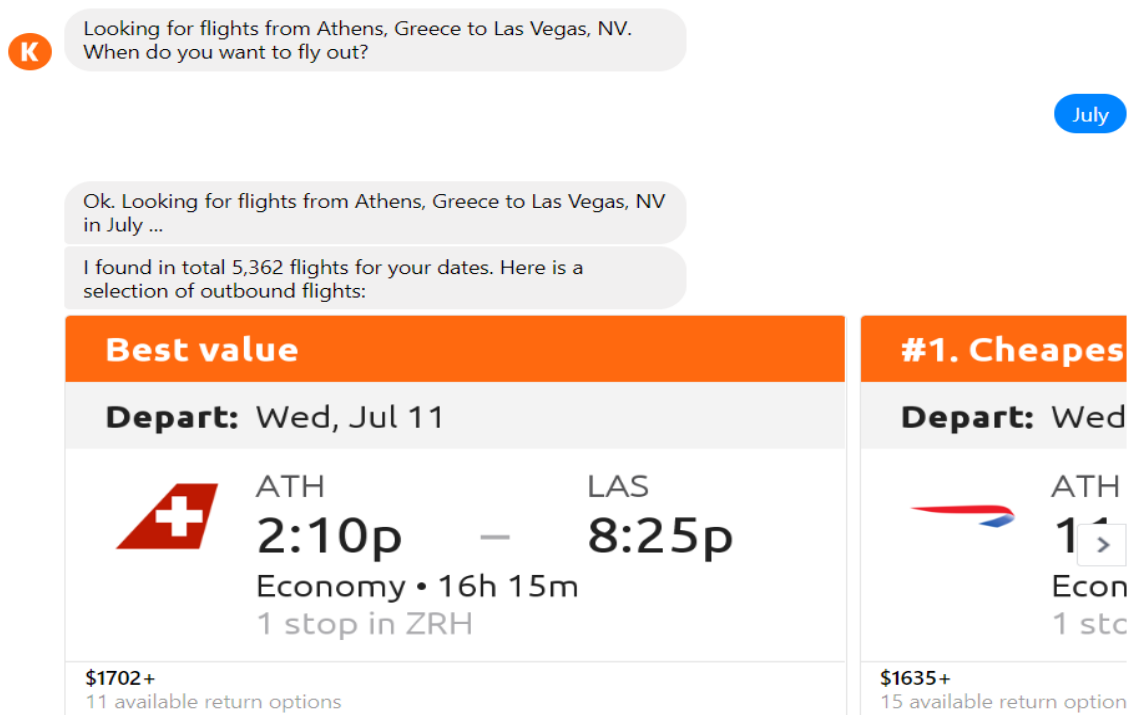 Looking for flights from Athens, Greece to Las Vegas, NV.
When do you want to fly out?
K
July
Ok. Looking for flights from Athens, Greece to Las Vegas, NV
in July ...
I found in total 5,362 flights for your dates. Here is a
selection of outbound flights:
Best value
Depart: Wed, Jul 11
ATH LAS
2:10p – 8:25p
Economy • 16h 15m
1 stop in ZRH
$1702+
11 available return options
#1. Cheapes
Depart: Wed
ATH
Econ
1 sto
$1635+
15 available return option